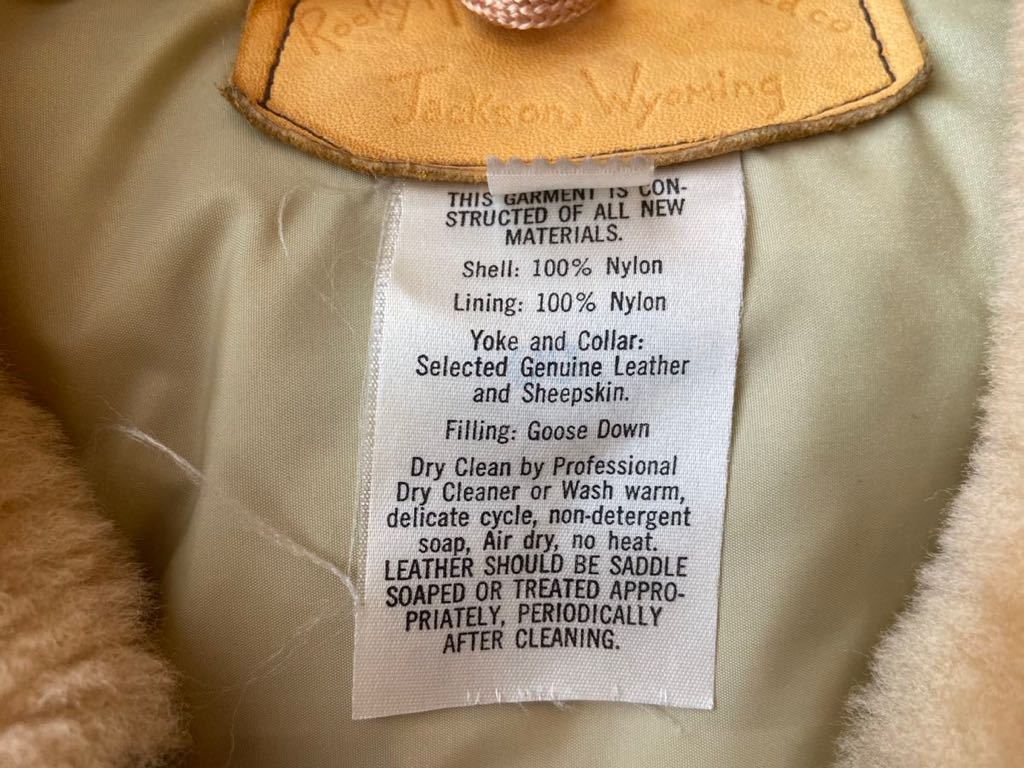 Rocky
Jackson, Wyoming
THIS GARMENT IS CON-
STRUCTED OF ALL NEW
MATERIALS.
Shell: 100% Nylon
Lining: 100% Nylon
Yoke and Collar:
Selected Genuine Leather
and Sheepskin.
Filling: Goose Down
Dry Clean by Professional
Dry Cleaner or Wash warm,
delicate cycle, non-detergent
soap, Air dry, no heat.
LEATHER SHOULD BE SADDLE
SOAPED OR TREATED APPRO-
PRIATELY, PERIODICALLY
AFTER CLEANING.